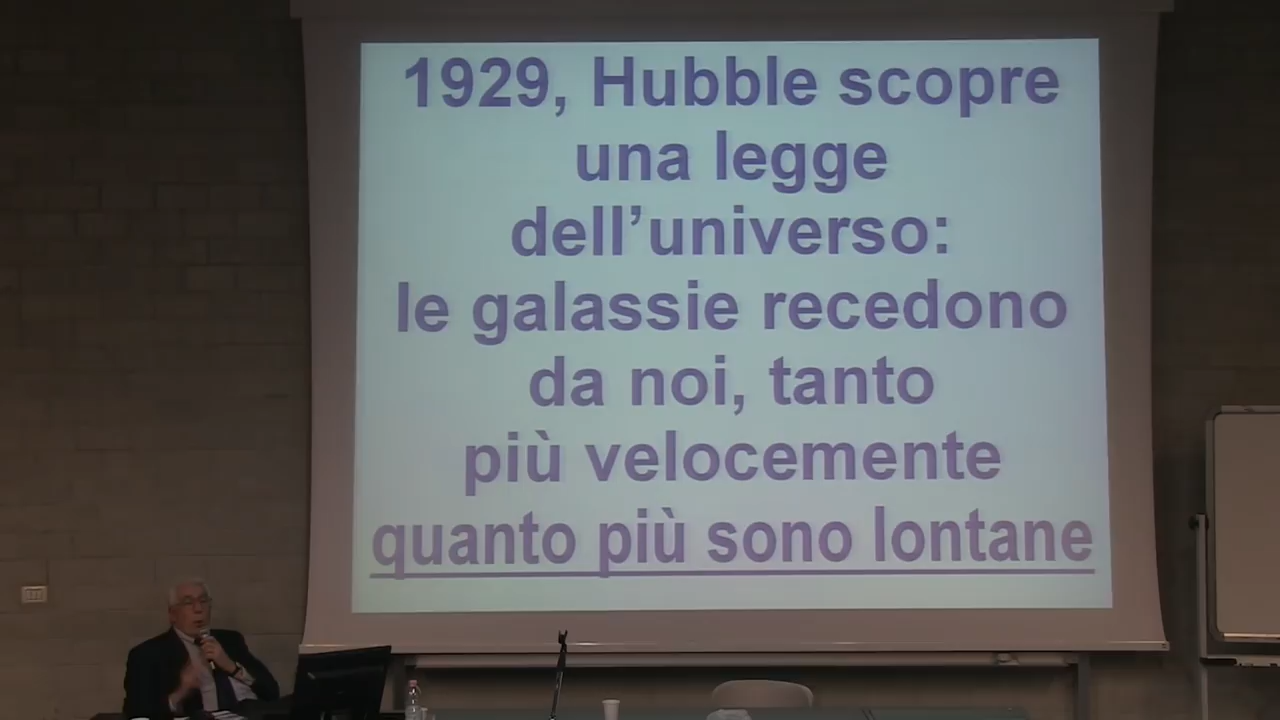 1929, Hubble scopre
una legge
dell’universo:
le galassie recedono
da noi, tanto
più velocemente
quanto più sono lontane